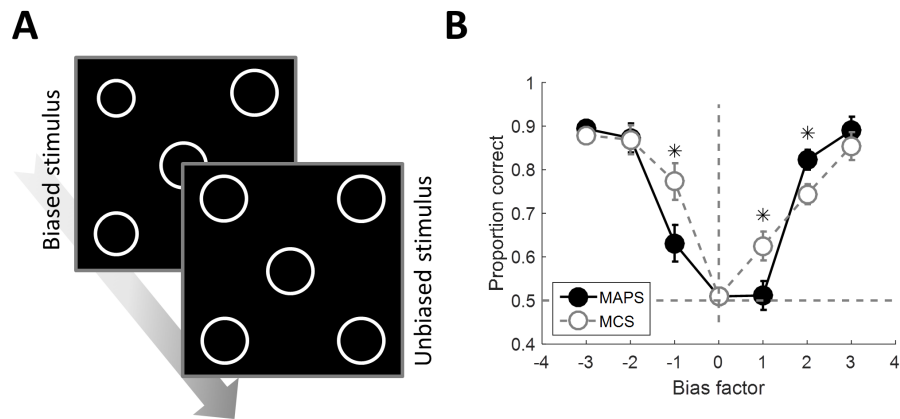 A
Biased stimulus
Unbiased stimulus
B
Proportion correct
1
0.9
0.8
0.7
0.6
0.5
0.4
*
*
*
MAPS
MCS
-4 -3 -2 -1 0 1 2 3 4
Bias factor